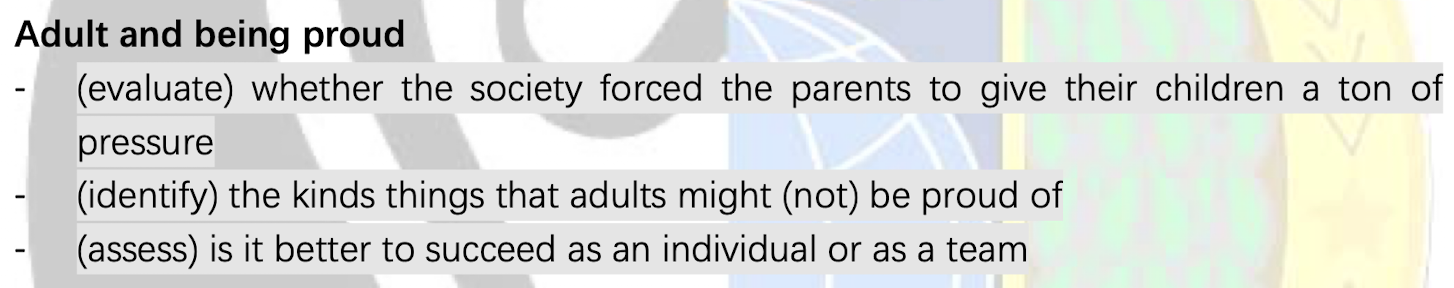 Adult and being proud
- (evaluate) whether the society forced the parents to give their children a ton of
pressure
- (identify) the kinds things that adults might (not) be proud of
- (assess) is it better to succeed as an individual or as a team